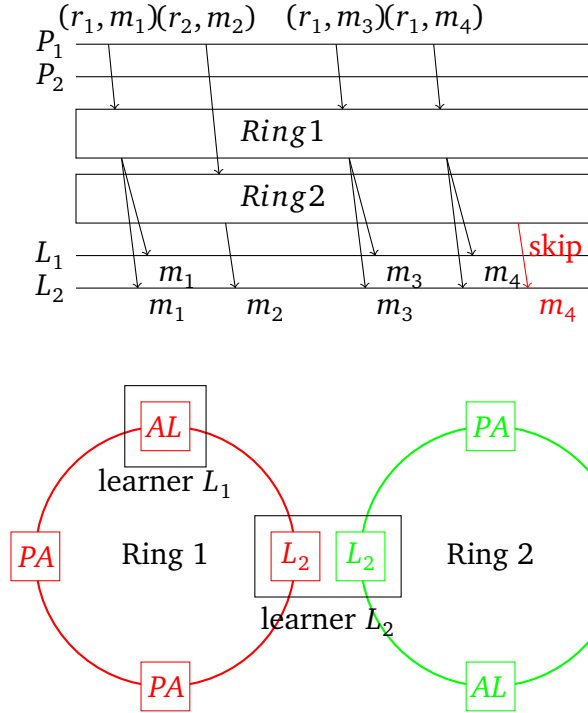 (r₁, m₁)(r₂, m₂) (r₁, m₃)(r₁, m₄)
P₁
P₂
Ring1
Ring2
L₁ skip
m₁ m₃ m₄
L₂
m₁ m₂ m₃ m₄
AL PA
learner L₁
PA Ring 1 L₂ L₂ Ring 2
learner L₂
PA AL